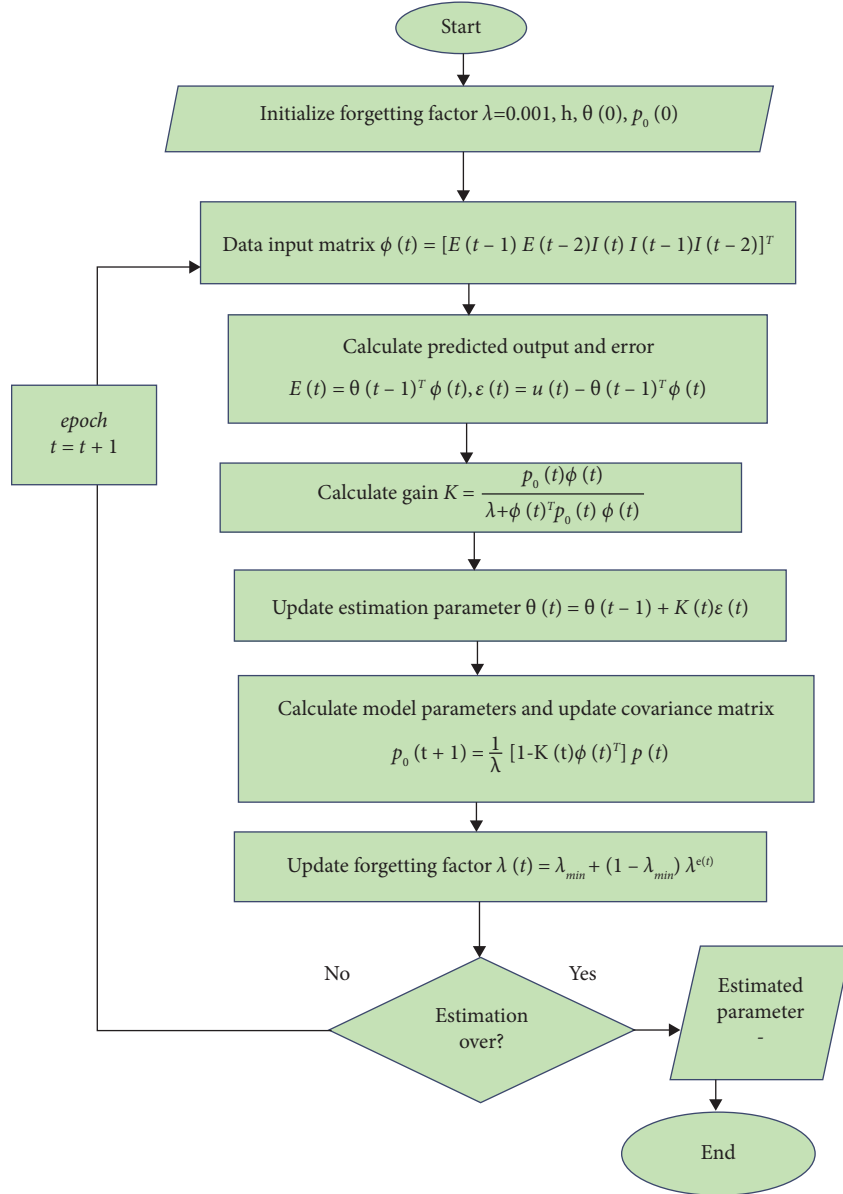 Start
Initialize forgetting factor λ=0.001, h, θ (0), p₀ (0)
Data input matrix ϕ (t) = [E (t – 1) E (t – 2)I (t) I (t – 1)I (t – 2)]ᵀ
Calculate predicted output and error
E (t) = θ (t – 1)ᵀ ϕ (t), ε (t) = u (t) – θ (t – 1)ᵀ ϕ (t)
epoch
t = t + 1
Calculate gain K = p₀ (t)ϕ (t) / λ+ϕ (t)ᵀp₀ (t) ϕ (t)
Update estimation parameter θ (t) = θ (t – 1) + K (t)ε (t)
Calculate model parameters and update covariance matrix
p₀ (t + 1) = 1/λ [1-K (t)ϕ (t)ᵀ] p (t)
Update forgetting factor λ (t) = λₘᵢₙ + (1 – λₘᵢₙ) λᵉ⁽ᵗ⁾
No
Yes
Estimation
over?
Estimated
parameter
-
End